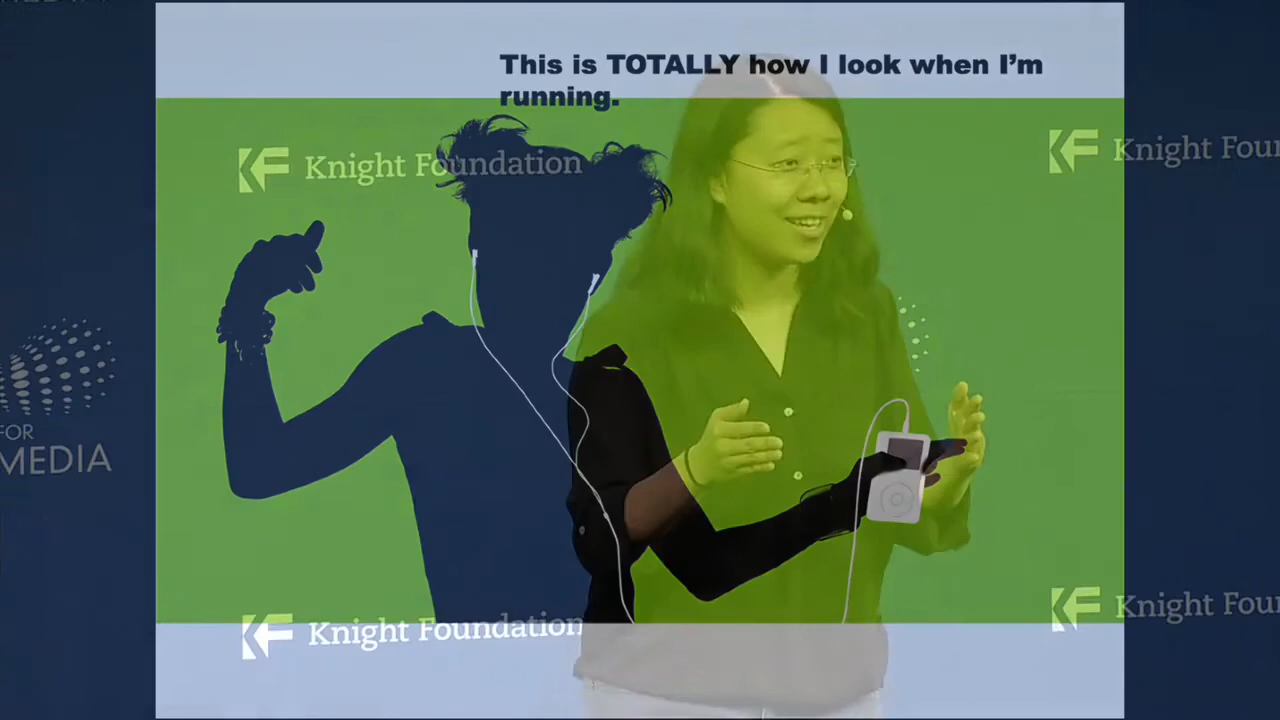 This is TOTALLY how I look when I'm
running.
Knight Foundation
Knight Foun
FOR
MEDIA
Knight Foundation
Knight Foun